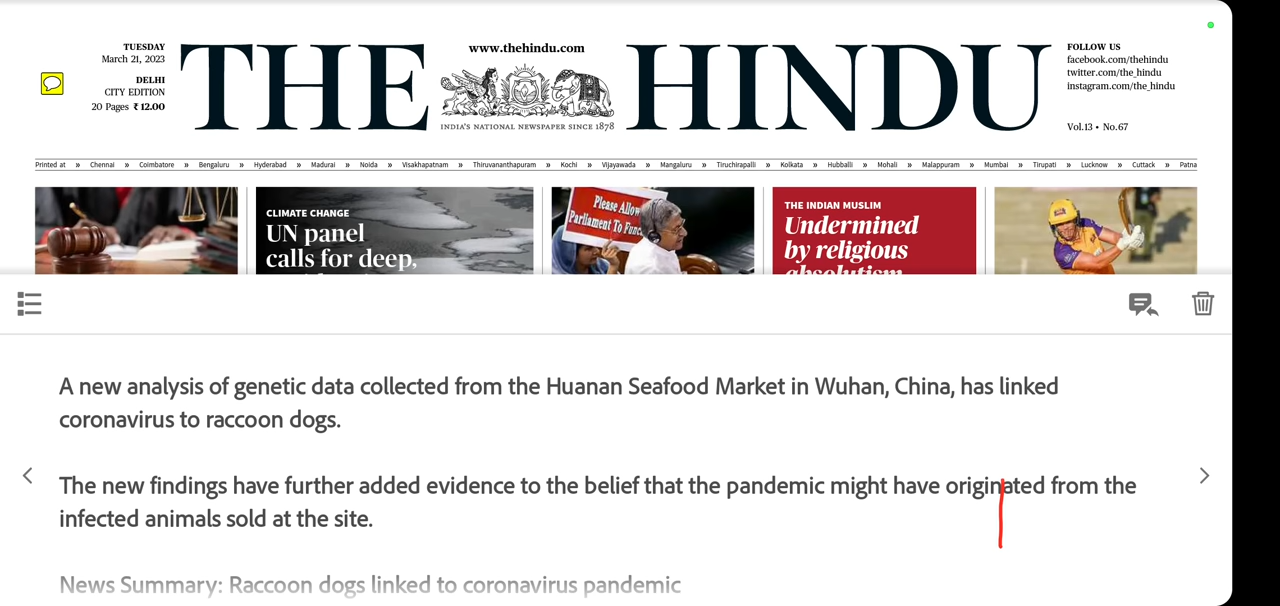 TUESDAY
March 21, 2023
DELHI
CITY EDITION
20 Pages ₹ 12.00
THE HINDU
www.thehindu.com
INDIA'S NATIONAL NEWSPAPER SINCE 1878
FOLLOW US
facebook.com/thehindu
twitter.com/the_hindu
instagram.com/the_hindu
Vol.13 • No.67
Printed at » Chennai » Coimbatore » Bengaluru » Hyderabad » Madurai » Noida » Visakhapatnam » Thiruvananthapuram » Kochi » Vijayawada » Mangaluru » Tiruchirapalli » Kolkata » Hubballi » Mohali » Malappuram » Mumbai » Tirupati » Lucknow » Cuttack » Patna
CLIMATE CHANGE
UN panel
calls for deep,
Please Allow
Parliament To
THE INDIAN MUSLIM
Undermined
by religious
absolutism
A new analysis of genetic data collected from the Huanan Seafood Market in Wuhan, China, has linked
coronavirus to raccoon dogs.
The new findings have further added evidence to the belief that the pandemic might have originated from the
infected animals sold at the site.
News Summary: Raccoon dogs linked to coronavirus pandemic